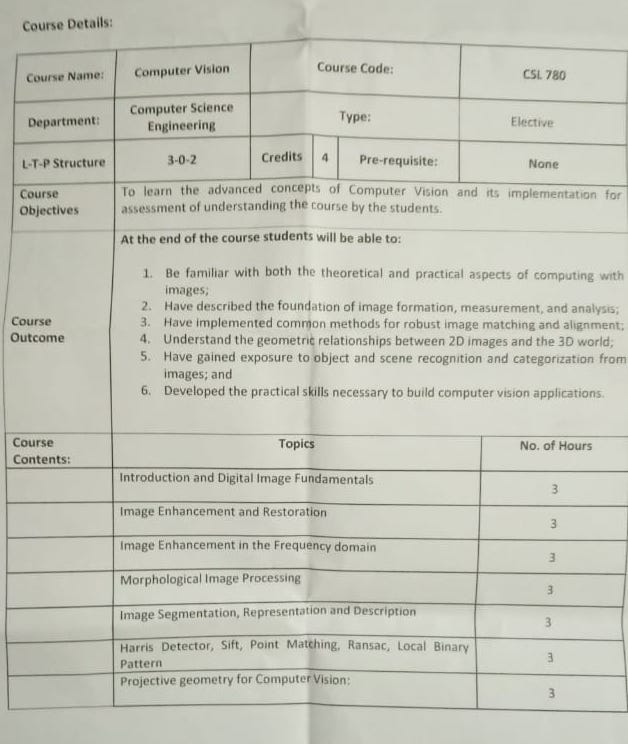 Course Details:
Course Name: Computer Vision Course Code: CSL 780
Department: Computer Science Engineering Type: Elective
L-T-P Structure 3-0-2 Credits 4 Pre-requisite: None
Course Objectives
To learn the advanced concepts of Computer Vision and its implementation for
assessment of understanding the course by the students.
Course Outcome
At the end of the course students will be able to:
1. Be familiar with both the theoretical and practical aspects of computing with
images;
2. Have described the foundation of image formation, measurement, and analysis;
3. Have implemented common methods for robust image matching and alignment;
4. Understand the geometric relationships between 2D images and the 3D world;
5. Have gained exposure to object and scene recognition and categorization from
images; and
6. Developed the practical skills necessary to build computer vision applications.
Course Contents: Topics No. of Hours
Introduction and Digital Image Fundamentals 3
Image Enhancement and Restoration 3
Image Enhancement in the Frequency domain 3
Morphological Image Processing 3
Image Segmentation, Representation and Description 3
Harris Detector, Sift, Point Matching, Ransac, Local Binary
Pattern 3
Projective geometry for Computer Vision: 3